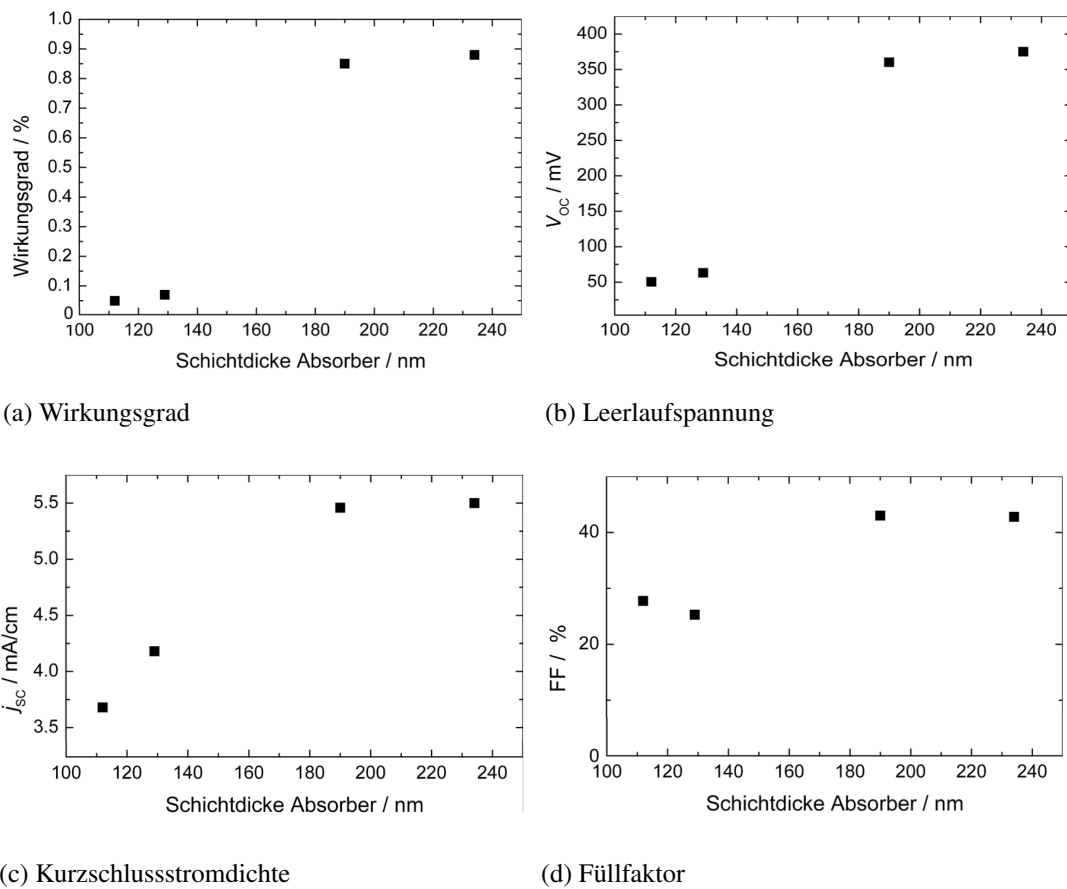 1.0
0.9
0.8
0.7
0.6
0.5
0.4
0.3
0.2
0.1
0
Wirkungsgrad / %
100 120 140 160 180 200 220 240
Schichtdicke Absorber / nm
(a) Wirkungsgrad
400
350
300
250
200
150
100
50
V_OC / mV
100 120 140 160 180 200 220 240
Schichtdicke Absorber / nm
(b) Leerlaufspannung
5.5
5.0
4.5
4.0
3.5
j_SC / mA/cm
100 120 140 160 180 200 220 240
Schichtdicke Absorber / nm
(c) Kurzschlussstromdichte
40
20
0
FF / %
100 120 140 160 180 200 220 240
Schichtdicke Absorber / nm
(d) Füllfaktor